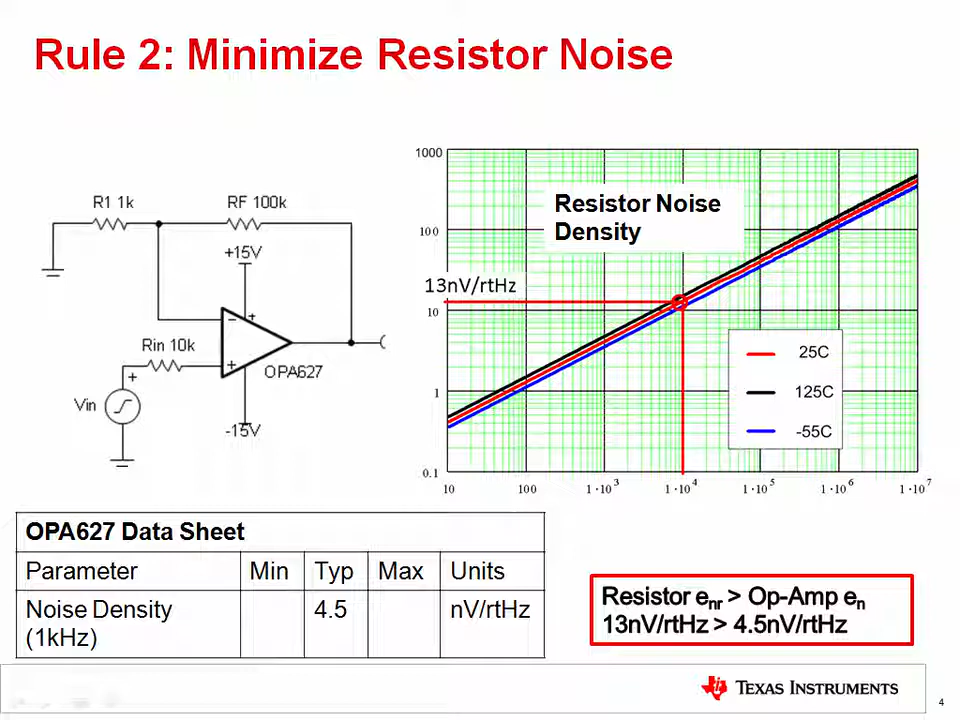 Rule 2: Minimize Resistor Noise
R1 1k
RF 100k
+15V
Rin 10k
OPA627
Vin
-15V
1000
100
10
1
0.1
Resistor Noise
Density
13nV/rtHz
25C
125C
-55C
10 100 1·10³ 1·10⁴ 1·10⁵ 1·10⁶ 1·10⁷
OPA627 Data Sheet
Parameter Min Typ Max Units
Noise Density 4.5 nV/rtHz
(1kHz)
Resistor enr > Op-Amp en
13nV/rtHz > 4.5nV/rtHz
TEXAS INSTRUMENTS
4